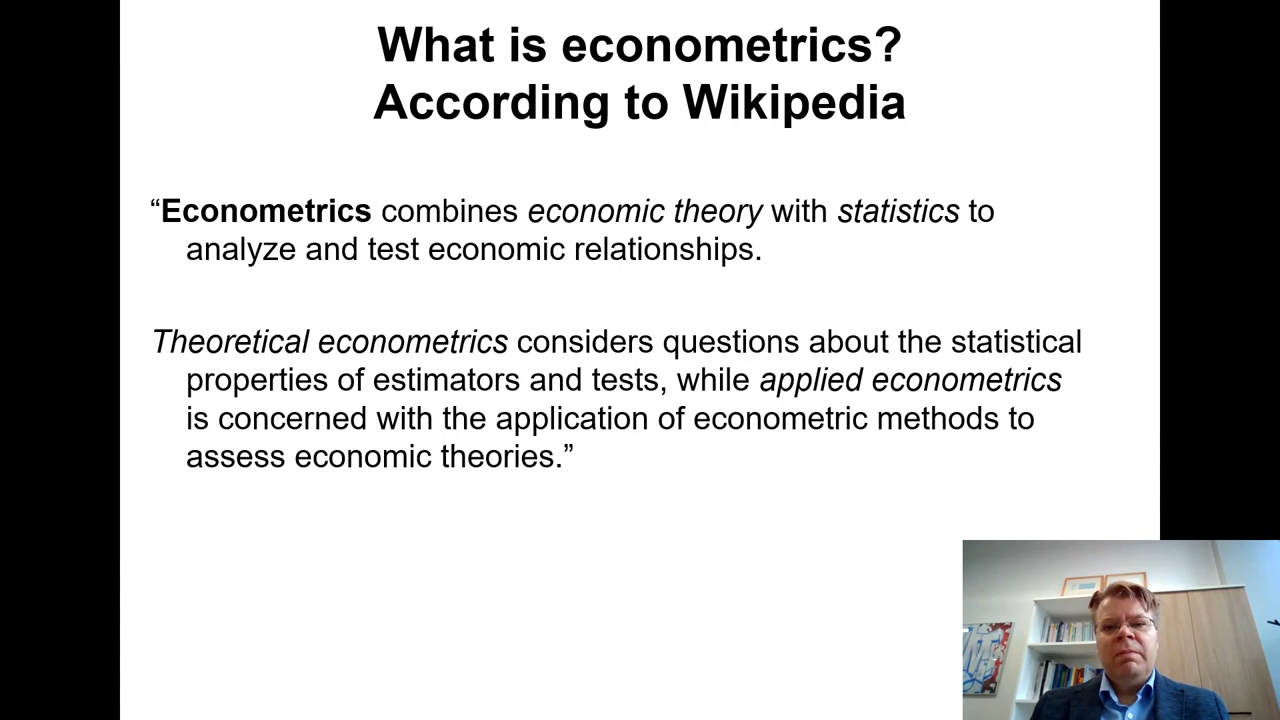 What is econometrics?
According to Wikipedia
“Econometrics combines economic theory with statistics to
analyze and test economic relationships.
Theoretical econometrics considers questions about the statistical
properties of estimators and tests, while applied econometrics
is concerned with the application of econometric methods to
assess economic theories.”